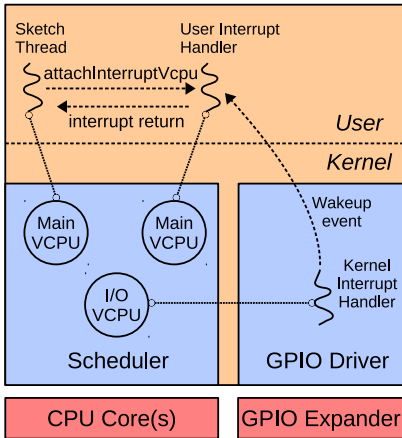 Sketch
Thread
User Interrupt
Handler
attachInterruptVcpu
interrupt return
User
Kernel
Wakeup
event
Main
VCPU
Main
VCPU
Kernel
Interrupt
Handler
I/O
VCPU
Scheduler
GPIO Driver
CPU Core(s)
GPIO Expander